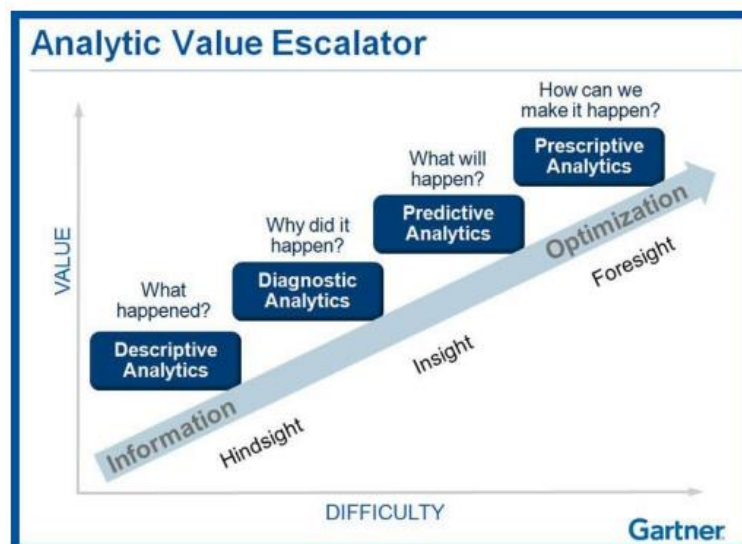 Analytic Value Escalator
How can we
make it happen?
Prescriptive
Analytics
What will
happen?
Predictive
Analytics
Why did it
happen?
Diagnostic
Analytics
What
happened?
Descriptive
Analytics
VALUE
Information
Optimization
Hindsight
Insight
Foresight
DIFFICULTY
Gartner